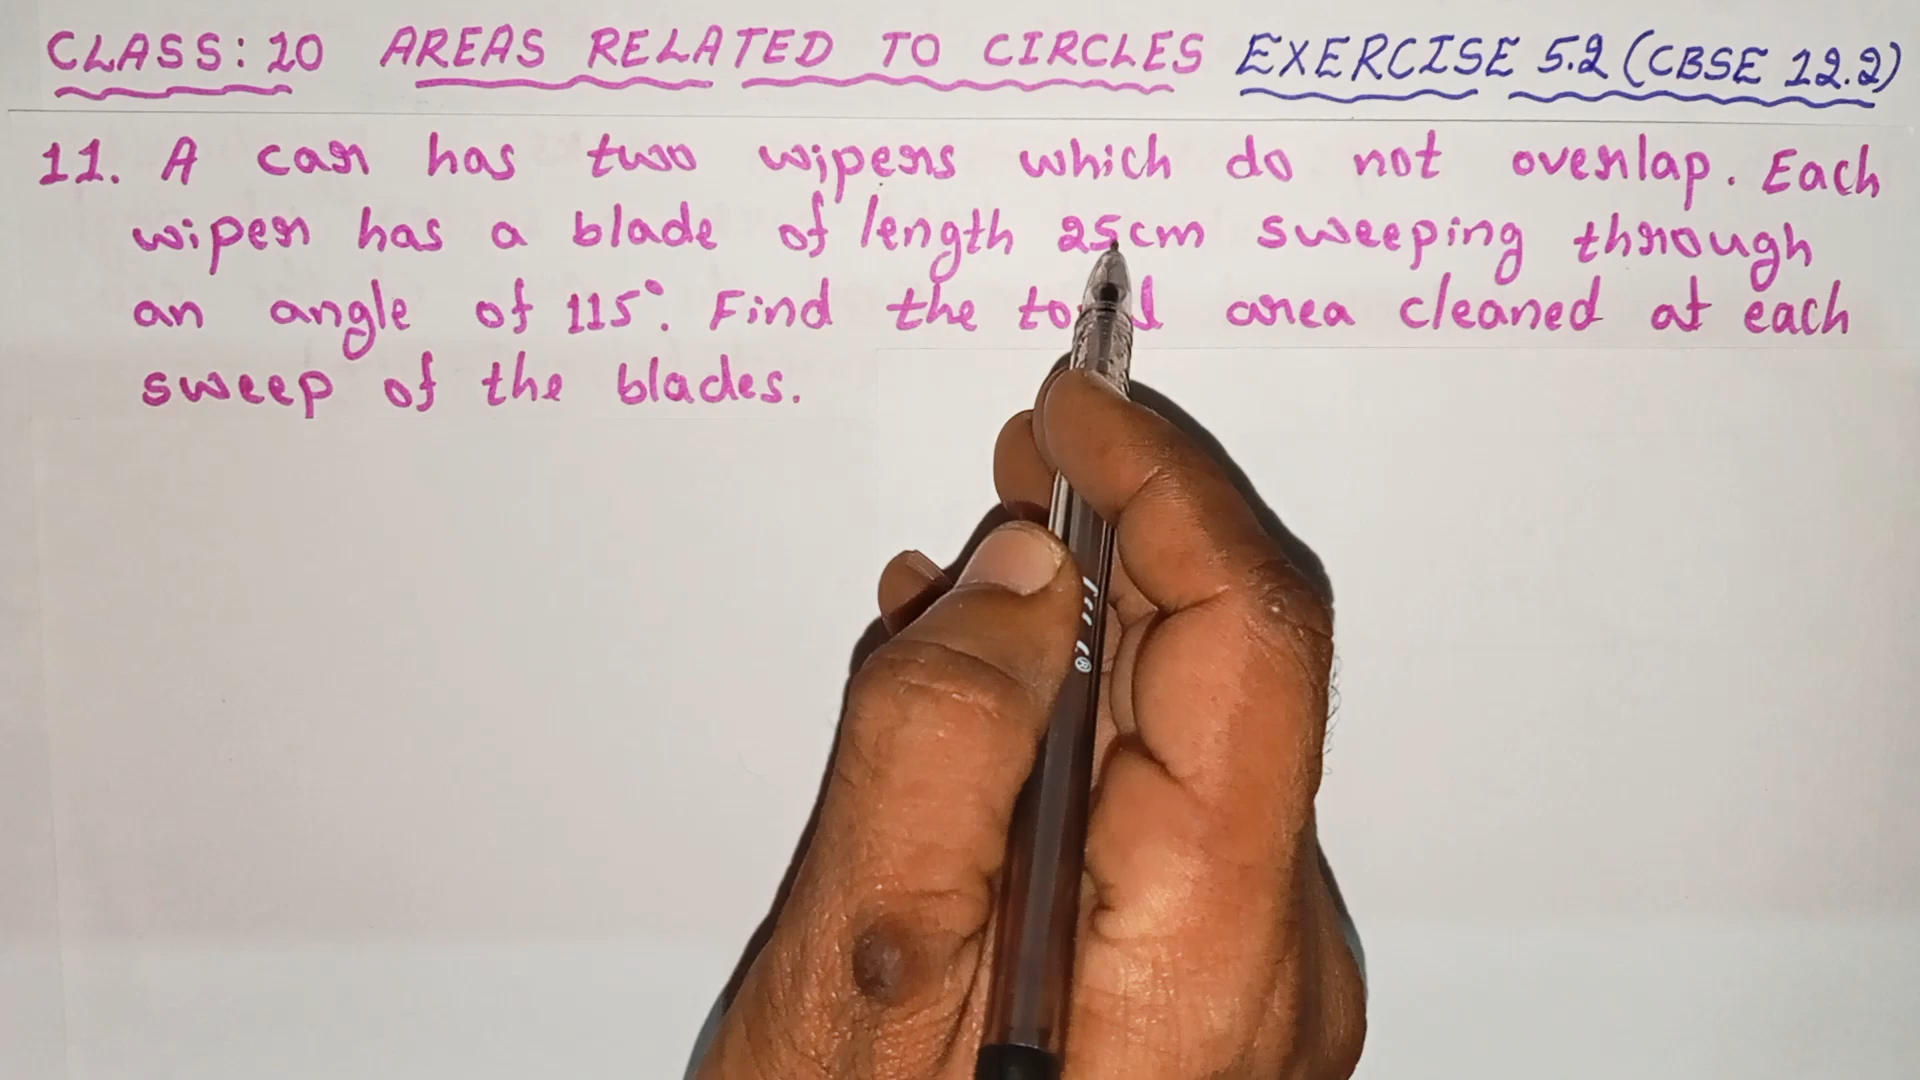 CLASS: 10 AREAS RELATED TO CIRCLES EXERCISE 5.2 (CBSE 12.2)
11. A car has two wipers which do not overlap. Each
wiper has a blade of length 25cm sweeping through
an angle of 115°. Find the area cleaned at each
sweep of the blades.